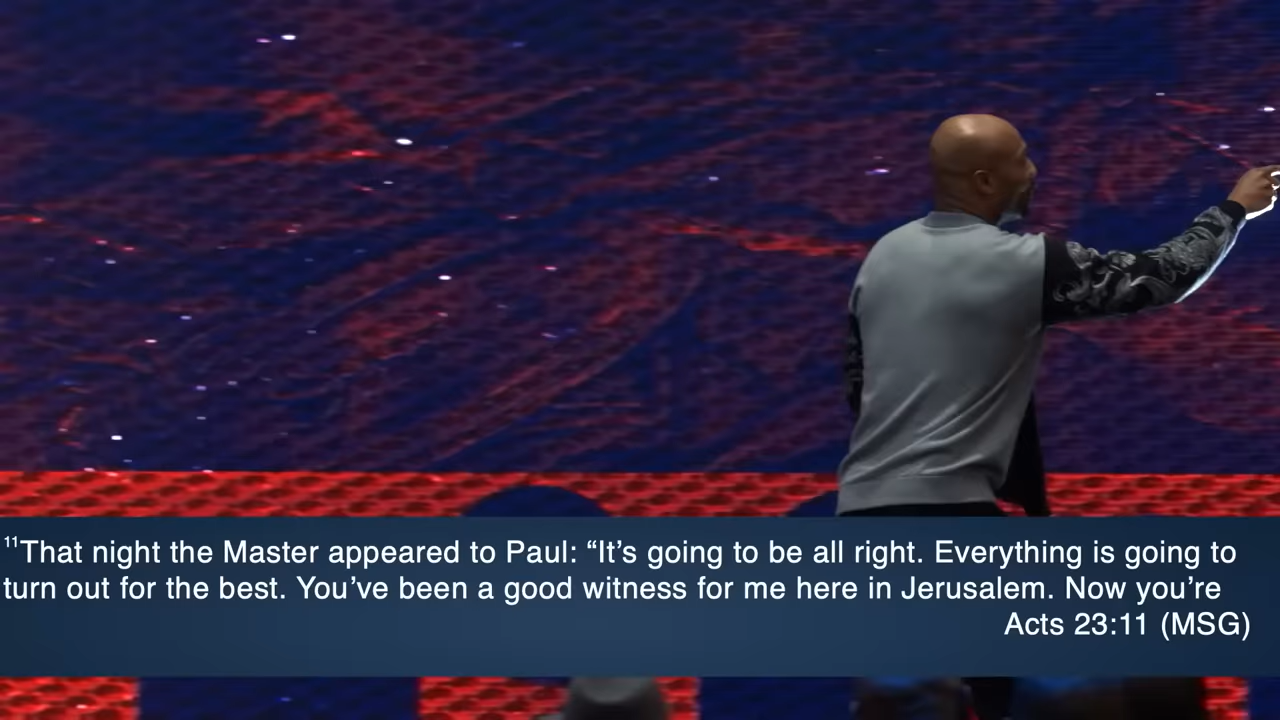 ¹¹That night the Master appeared to Paul: “It’s going to be all right. Everything is going to
turn out for the best. You’ve been a good witness for me here in Jerusalem. Now you’re
Acts 23:11 (MSG)